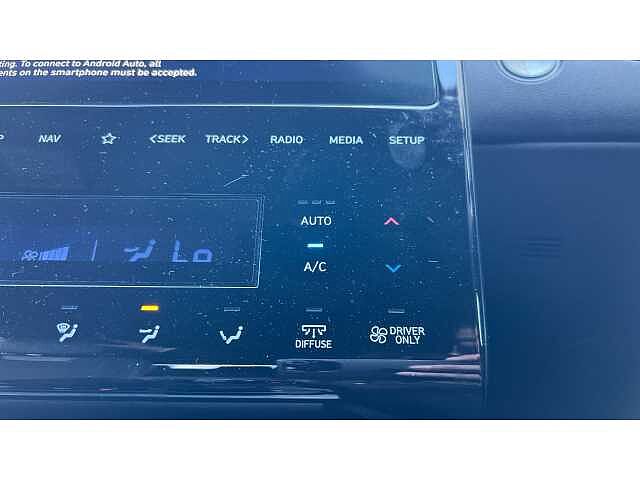 ting. To connect to Android Auto, all
ents on the smartphone must be accepted.
P NAV <SEEK TRACK> RADIO MEDIA SETUP
AUTO
Lo
A/C
DIFFUSE
DRIVER
ONLY